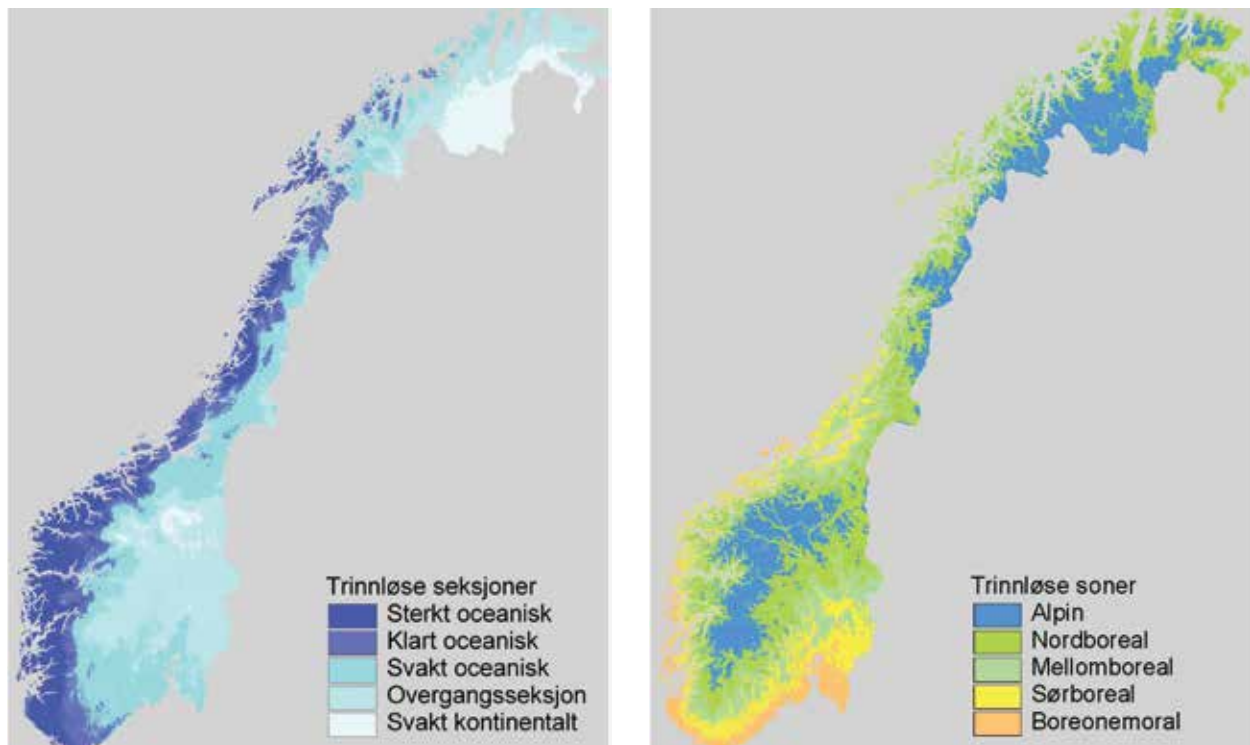 Trinnløse seksjoner
Sterkt oceanisk
Klart oceanisk
Svakt oceanisk
Overgangsseksjon
Svakt kontinentalt
Trinnløse soner
Alpin
Nordboreal
Mellomboreal
Sørboreal
Boreonemoral